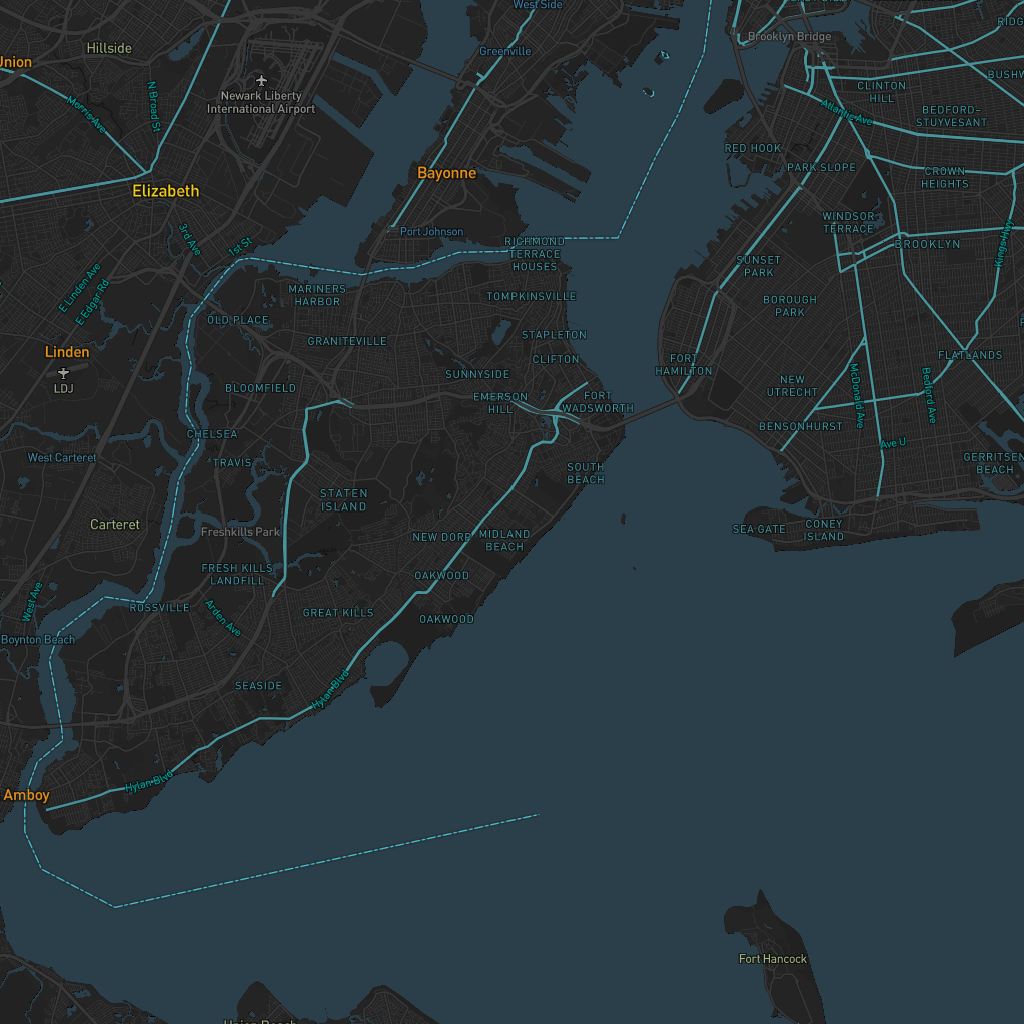 West Side
RIDG
Hillside
Greenville
Brooklyn Bridge
Union
BUSHW
CLINTON
HILL
Newark Liberty
International Airport
N Broad St
Morris Ave
Atlantic Ave
BEDFORD-
STUYVESANT
RED HOOK
PARK SLOPE
Bayonne
CROWN
HEIGHTS
Elizabeth
WINDSOR
TERRACE
Port Johnson
3rd Ave
1st St
RICHMOND
TERRACE
HOUSES
BROOKLYN
Kings Hwy
SUNSET
PARK
E Linden Ave
E Edgar Rd
MARINERS
HARBOR
TOMPKINSVILLE
BOROUGH
PARK
OLD PLACE
STAPLETON
GRANITEVILLE
Linden
CLIFTON
FORT
HAMILTON
FLATLANDS
LDJ
SUNNYSIDE
BLOOMFIELD
NEW
UTRECHT
McDonald Ave
Bedford Ave
EMERSON
HILL
FORT
WADSWORTH
CHELSEA
BENSONHURST
Ave U
West Carteret
TRAVIS
SOUTH
BEACH
GERRITSEN
BEACH
STATEN
ISLAND
Carteret
Freshkills Park
NEW DORP
MIDLAND
BEACH
SEA GATE
CONEY
ISLAND
FRESH KILLS
LANDFILL
OAKWOOD
West Ave
ROSSVILLE
Arden Ave
GREAT KILLS
OAKWOOD
Boynton Beach
SEASIDE
Hylan Blvd
Hylan Blvd
Amboy
Fort Hancock
Union Beach